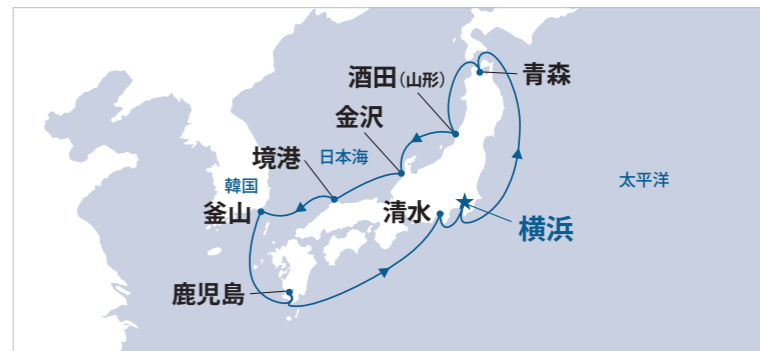 酒田(山形)
青森
金沢
境港
日本海
韓国
釜山
清水
横浜
太平洋
鹿児島